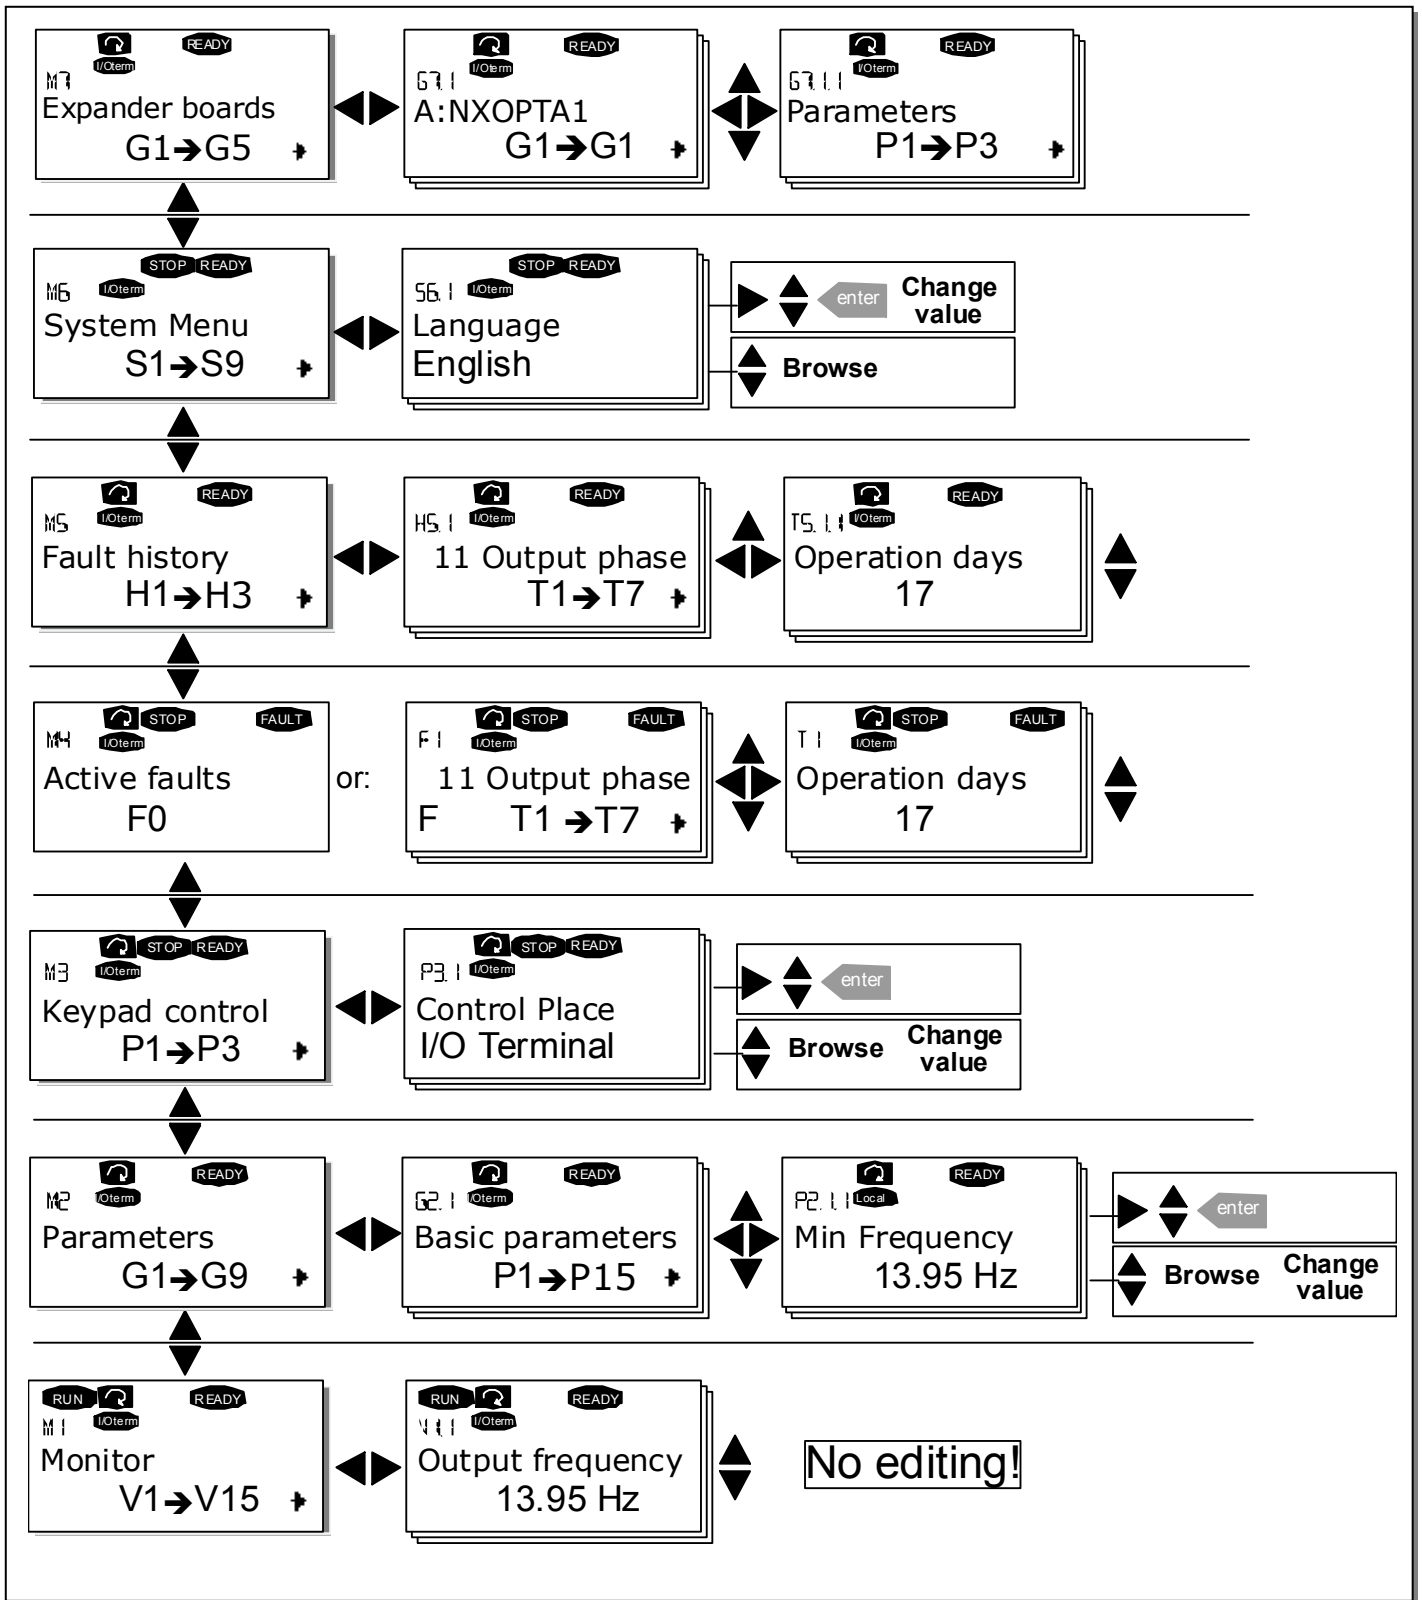 READY
I/Oterm
M7
Expander boards
G1➔G5
READY
I/Oterm
G7.1
A:NXOPTA1
G1➔G1
READY
I/Oterm
G7.1.1
Parameters
P1➔P3
STOP READY
M6 I/Oterm
System Menu
S1➔S9
STOP READY
S6.1 I/Oterm
Language
English
enter
Change
value
Browse
READY
M5 I/Oterm
Fault history
H1➔H3
READY
H5.1 I/Oterm
11 Output phase
T1➔T7
READY
T5.1.1 I/Oterm
Operation days
17
STOP FAULT
M4 I/Oterm
Active faults
F0
or:
STOP FAULT
F1 I/Oterm
11 Output phase
F T1➔T7
STOP FAULT
T1 I/Oterm
Operation days
17
STOP READY
M3 I/Oterm
Keypad control
P1➔P3
STOP READY
P3.1 I/Oterm
Control Place
I/O Terminal
enter
Browse
Change
value
READY
M2 I/Oterm
Parameters
G1➔G9
READY
G2.1 I/Oterm
Basic parameters
P1➔P15
READY
P2.1.1 Local
Min Frequency
13.95 Hz
enter
Browse
Change
value
RUN READY
M1 I/Oterm
Monitor
V1➔V15
RUN READY
V1.1 I/Oterm
Output frequency
13.95 Hz
No editing!